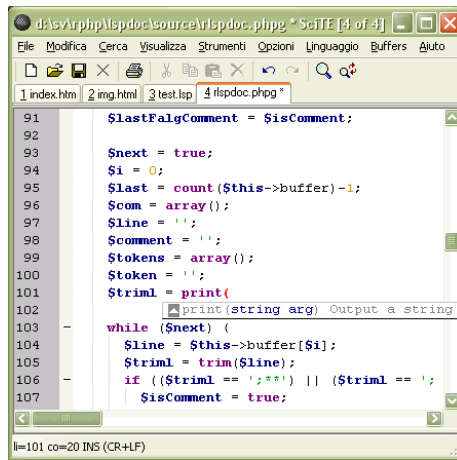 d:\sv\rphp\lspdoc\source\rlspdoc.phpg * SciTE [4 of 4]
File Modifica Cerca Visualizza Strumenti Opzioni Linguaggio Buffers Aiuto
1 index.htm 2 img.html 3 test.lsp 4 rlspdoc.phpg *
91 $lastFalgComment = $isComment;
92
93 $next = true;
94 $i = 0;
95 $last = count($this->buffer)-1;
96 $com = array();
97 $line = '';
98 $comment = '';
99 $tokens = array();
100 $token = '';
101 $triml = print(
102 print(string arg) Output a string
103 - while ($next) {
104 $line = $this->buffer[$i];
105 $triml = trim($line);
106 - if (($triml == ';**') || ($triml == ';
107 $isComment = true;
li=101 co=20 INS (CR+LF)